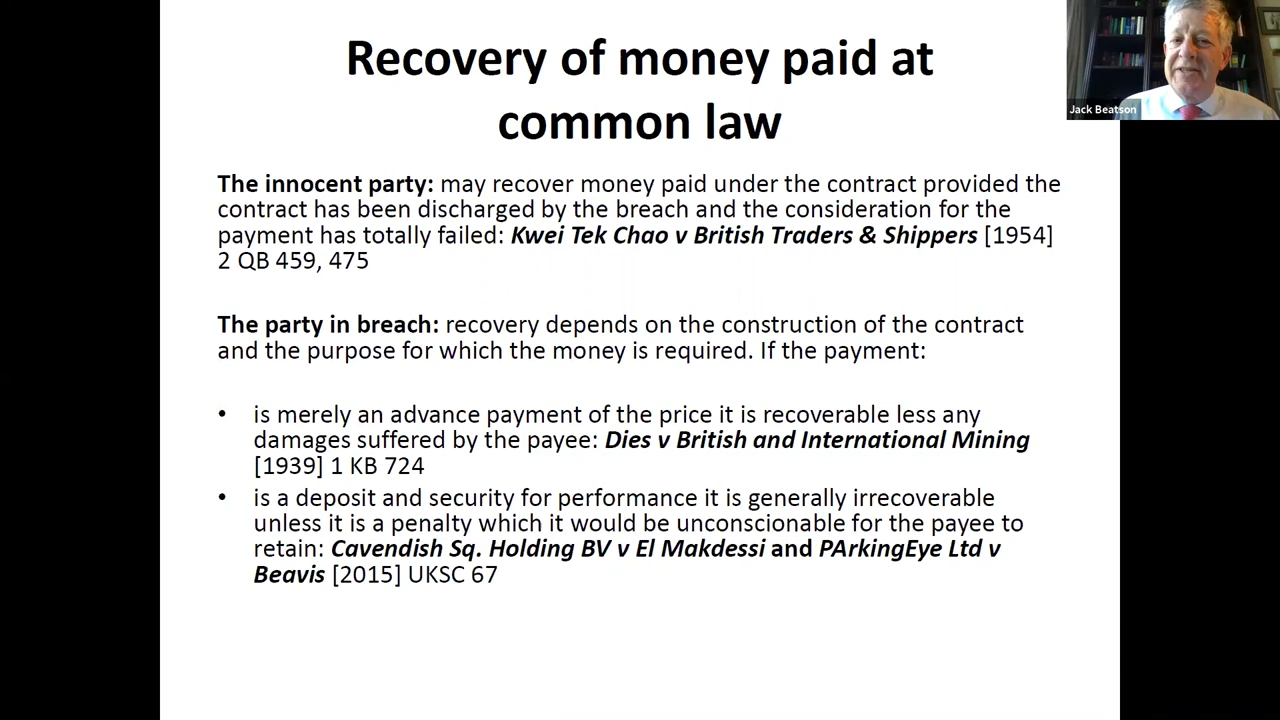 Recovery of money paid at
common law
Jack Beatson
The innocent party: may recover money paid under the contract provided the
contract has been discharged by the breach and the consideration for the
payment has totally failed: Kwei Tek Chao v British Traders & Shippers [1954]
2 QB 459, 475
The party in breach: recovery depends on the construction of the contract
and the purpose for which the money is required. If the payment:
• is merely an advance payment of the price it is recoverable less any
damages suffered by the payee: Dies v British and International Mining
[1939] 1 KB 724
• is a deposit and security for performance it is generally irrecoverable
unless it is a penalty which it would be unconscionable for the payee to
retain: Cavendish Sq. Holding BV v El Makdessi and PArkingEye Ltd v
Beavis [2015] UKSC 67